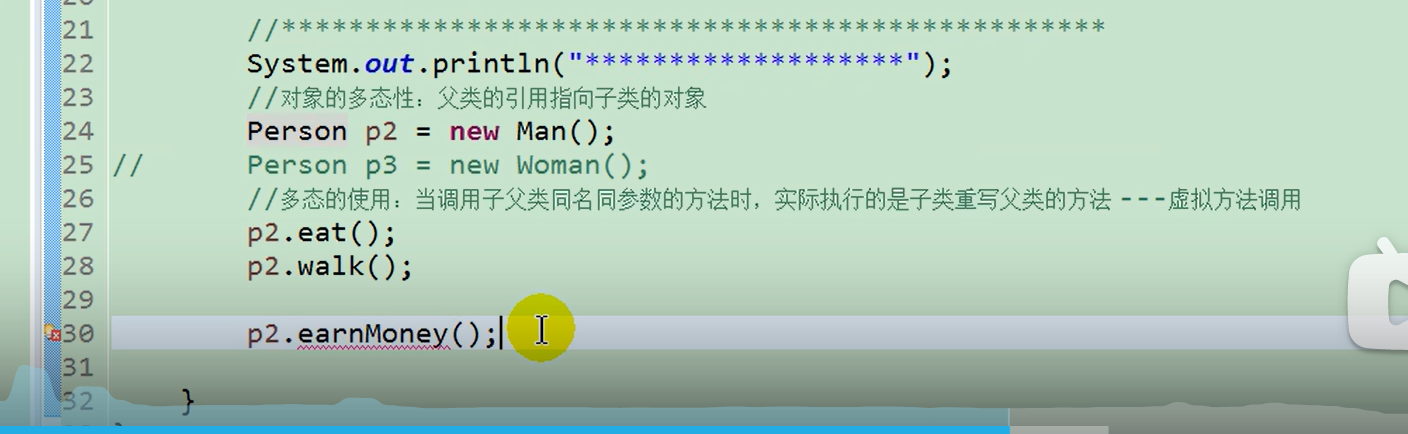 21 //*************************************************
22 System.out.println("*******************");
23 //对象的多态性：父类的引用指向子类的对象
24 Person p2 = new Man();
25 // Person p3 = new Woman();
26 //多态的使用：当调用子父类同名同参数的方法时，实际执行的是子类重写父类的方法 ---虚拟方法调用
27 p2.eat();
28 p2.walk();
29
30 p2.earnMoney();
31
32 }